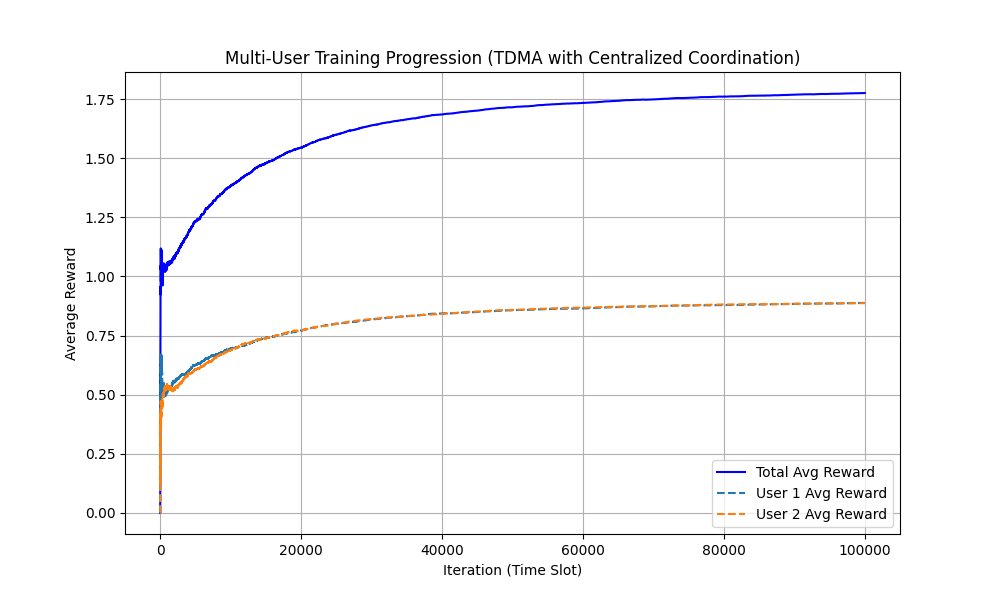 Multi-User Training Progression (TDMA with Centralized Coordination)
Average Reward
1.75
1.50
1.25
1.00
0.75
0.50
0.25
0.00
0 20000 40000 60000 80000 100000
Iteration (Time Slot)
Total Avg Reward
User 1 Avg Reward
User 2 Avg Reward